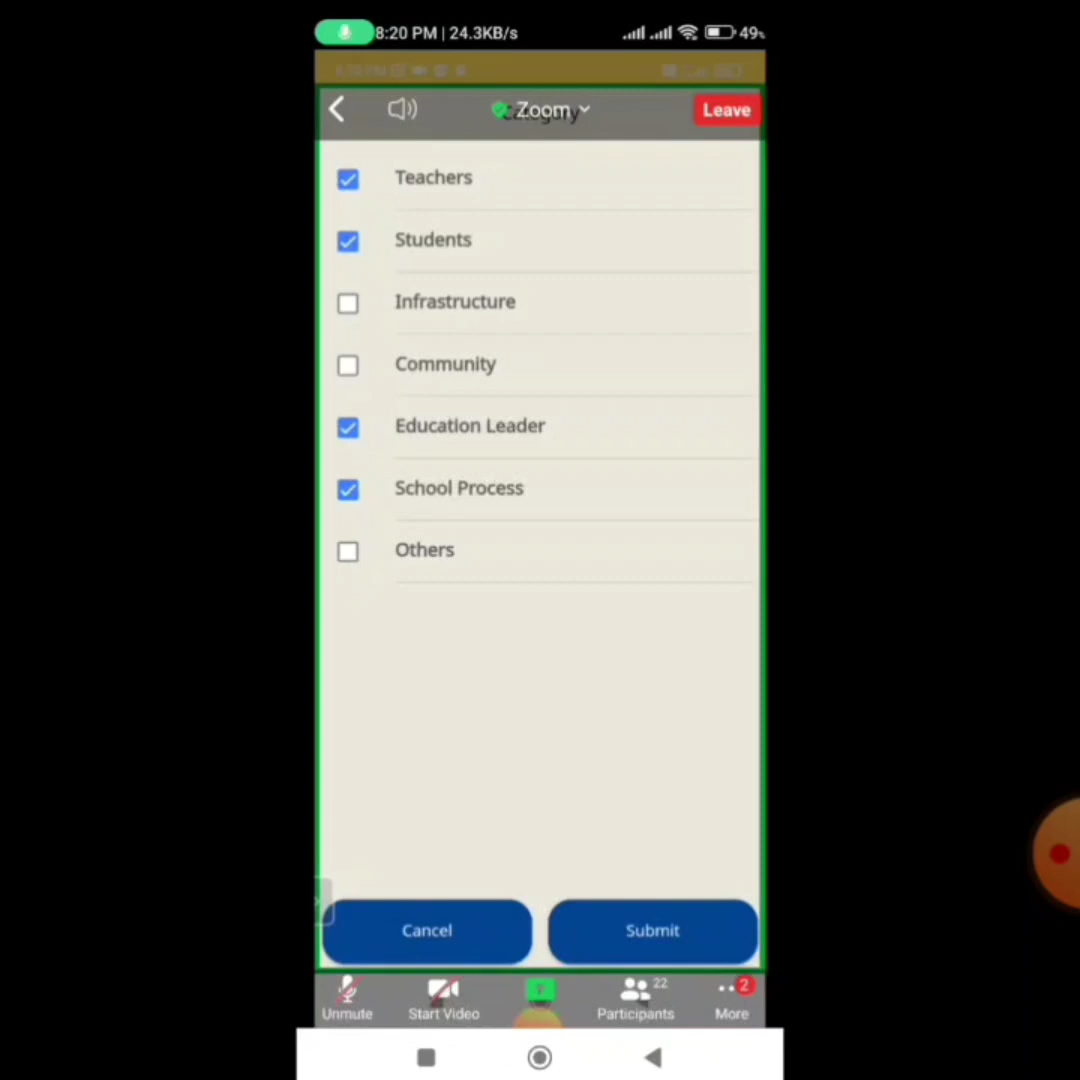 8:20 PM | 24.3KB/s 49%
Zoom
Category
Leave
Teachers
Students
Infrastructure
Community
Education Leader
School Process
Others
Cancel Submit
22 2
Unmute Start Video Participants More